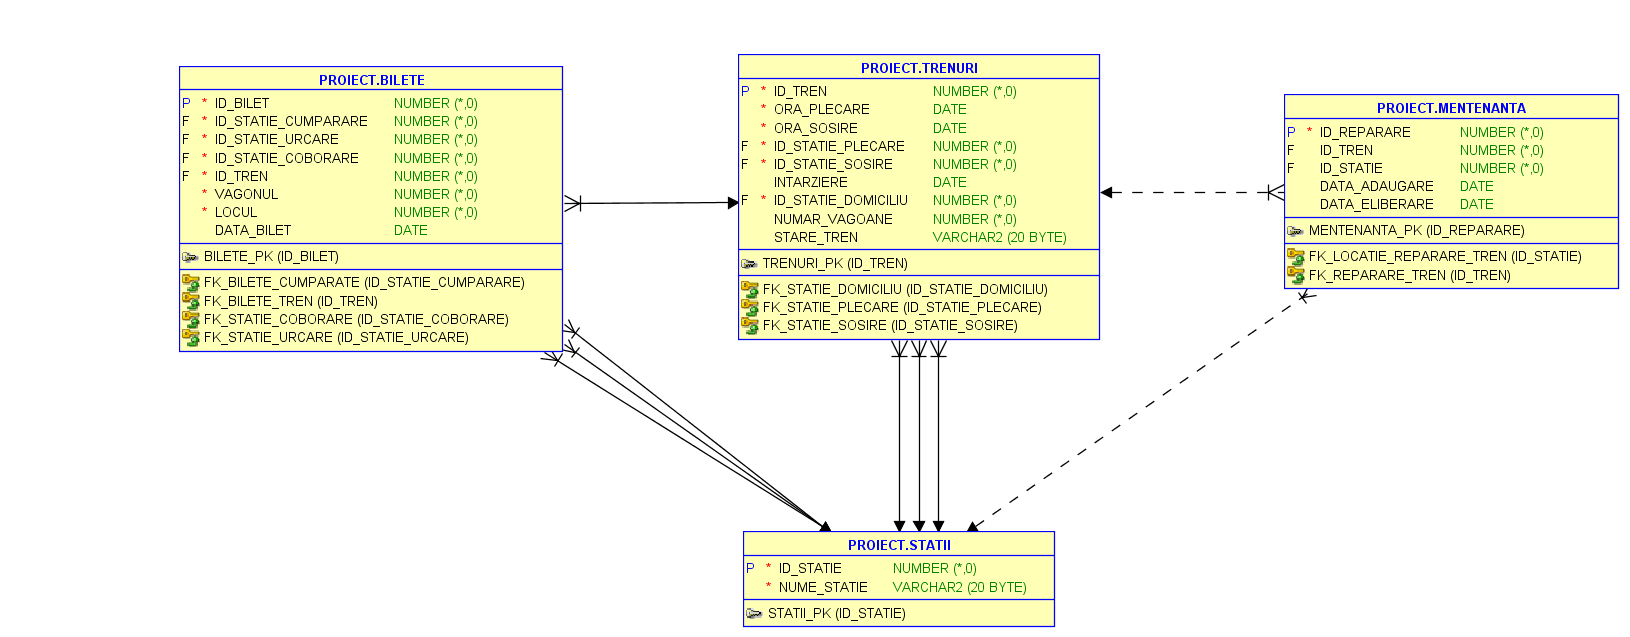 PROIECT.BILETE
P * ID_BILET NUMBER (*,0)
F * ID_STATIE_CUMPARARE NUMBER (*,0)
F * ID_STATIE_URCARE NUMBER (*,0)
F * ID_STATIE_COBORARE NUMBER (*,0)
F * ID_TREN NUMBER (*,0)
* VAGONUL NUMBER (*,0)
* LOCUL NUMBER (*,0)
DATA_BILET DATE
BILETE_PK (ID_BILET)
FK_BILETE_CUMPARATE (ID_STATIE_CUMPARARE)
FK_BILETE_TREN (ID_TREN)
FK_STATIE_COBORARE (ID_STATIE_COBORARE)
FK_STATIE_URCARE (ID_STATIE_URCARE)
PROIECT.TRENURI
P * ID_TREN NUMBER (*,0)
* ORA_PLECARE DATE
* ORA_SOSIRE DATE
F * ID_STATIE_PLECARE NUMBER (*,0)
F * ID_STATIE_SOSIRE NUMBER (*,0)
INTARZIERE DATE
F * ID_STATIE_DOMICILIU NUMBER (*,0)
NUMAR_VAGOANE NUMBER (*,0)
STARE_TREN VARCHAR2 (20 BYTE)
TRENURI_PK (ID_TREN)
FK_STATIE_DOMICILIU (ID_STATIE_DOMICILIU)
FK_STATIE_PLECARE (ID_STATIE_PLECARE)
FK_STATIE_SOSIRE (ID_STATIE_SOSIRE)
PROIECT.MENTENANTA
P * ID_REPARARE NUMBER (*,0)
F ID_TREN NUMBER (*,0)
F ID_STATIE NUMBER (*,0)
DATA_ADAUGARE DATE
DATA_ELIBERARE DATE
MENTENANTA_PK (ID_REPARARE)
FK_LOCATIE_REPARARE_TREN (ID_STATIE)
FK_REPARARE_TREN (ID_TREN)
PROIECT.STATII
P * ID_STATIE NUMBER (*,0)
* NUME_STATIE VARCHAR2 (20 BYTE)
STATII_PK (ID_STATIE)